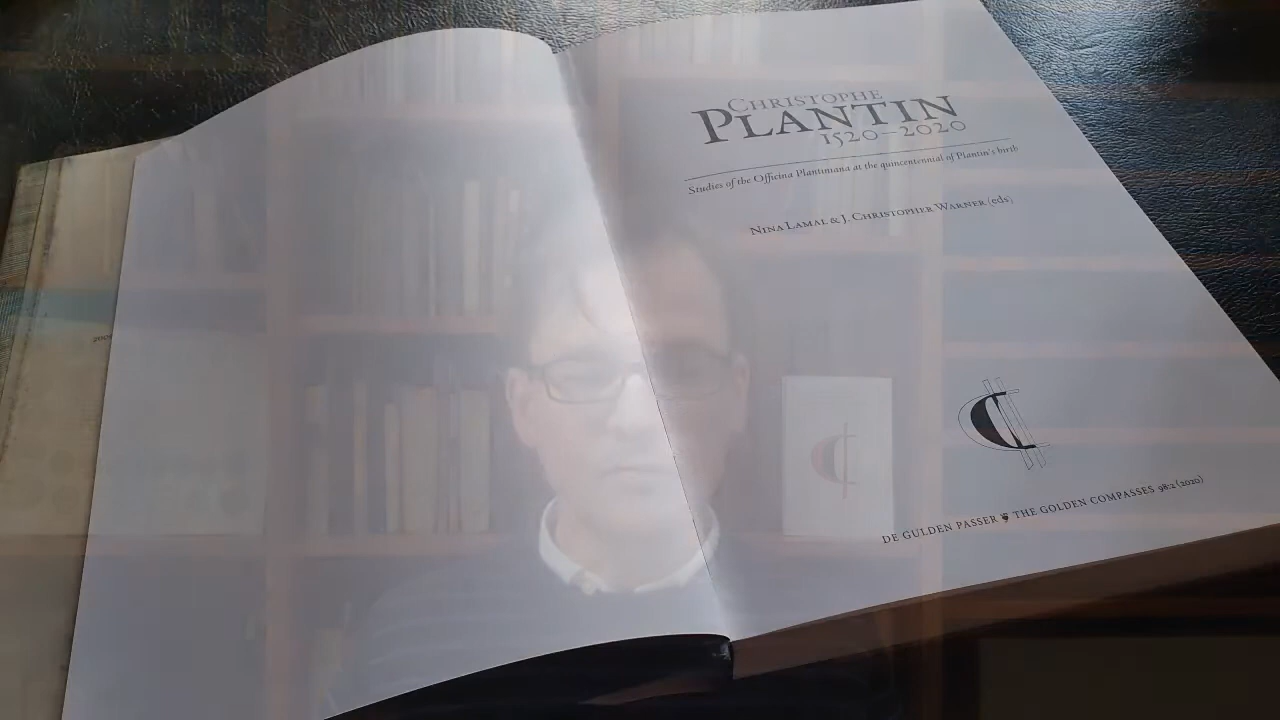 CHRISTOPHE
PLANTIN
1520–2020
Studies of the Officina Plantiniana at the quincentennial of Plantin's birth
NINA LAMAL & J. CHRISTOPHER WARNER (eds)
DE GULDEN PASSER ❦ THE GOLDEN COMPASSES 98:2 (2020)